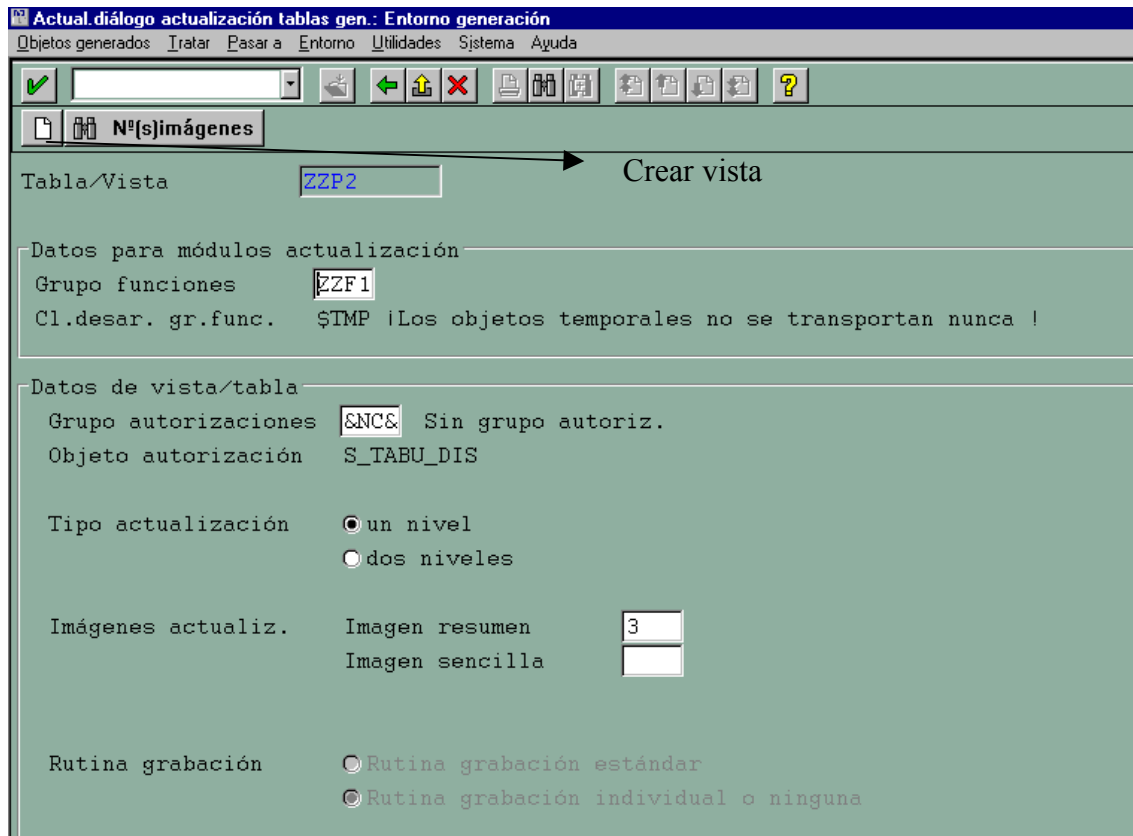 Actual.diálogo actualización tablas gen.: Entorno generación
Objetos generados Tratar Pasar a Entorno Utilidades Sistema Ayuda
Nº(s)imágenes
Crear vista
Tabla/Vista ZZP2
Datos para módulos actualización
Grupo funciones ZZF1
Cl.desar. gr.func. $TMP ¡Los objetos temporales no se transportan nunca !
Datos de vista/tabla
Grupo autorizaciones &NC& Sin grupo autoriz.
Objeto autorización S_TABU_DIS
Tipo actualización un nivel
dos niveles
Imágenes actualiz. Imagen resumen 3
Imagen sencilla
Rutina grabación Rutina grabación estándar
Rutina grabación individual o ninguna